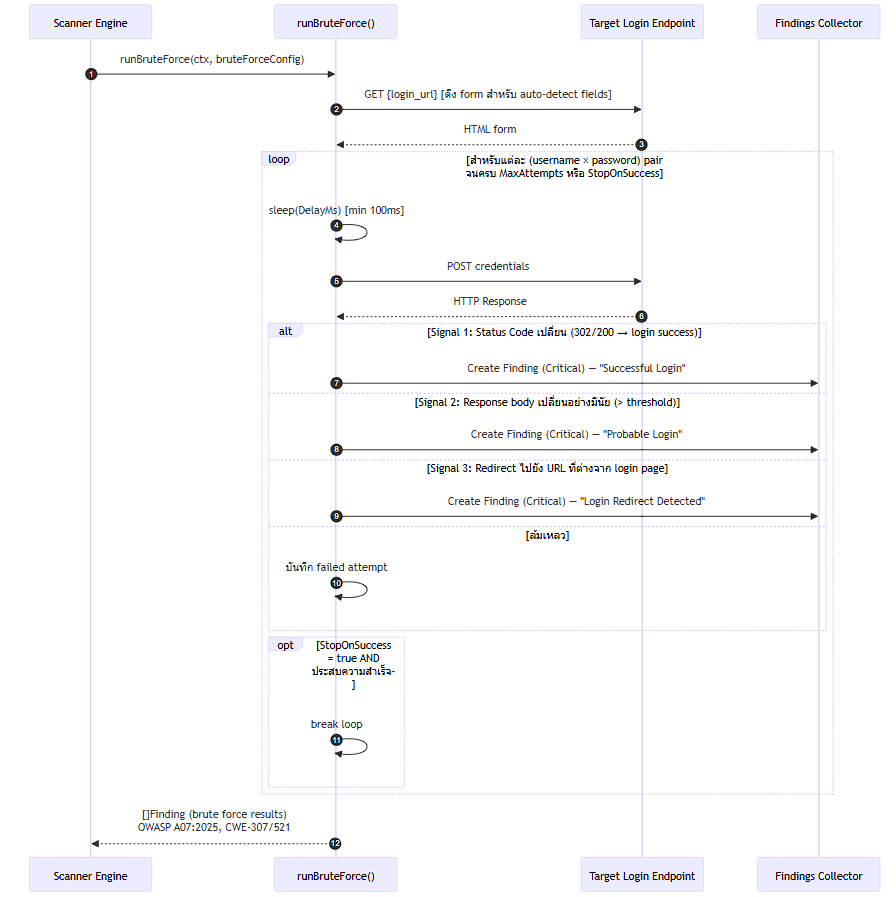 Scanner Engine
runBruteForce()
Target Login Endpoint
Findings Collector
runBruteForce(ctx, bruteForceConfig)
1
GET {login_url} [ดึง form สำหรับ auto-detect fields]
2
HTML form
3
loop
[สำหรับแต่ละ (username × password) pair
จนครบ MaxAttempts หรือ StopOnSuccess]
sleep(DelayMs) [min 100ms]
4
POST credentials
5
HTTP Response
6
alt
[Signal 1: Status Code เปลี่ยน (302/200 → login success)]
Create Finding (Critical) — "Successful Login"
7
[Signal 2: Response body เปลี่ยนอย่างมีนัย (> threshold)]
Create Finding (Critical) — "Probable Login"
8
[Signal 3: Redirect ไปยัง URL ที่ต่างจาก login page]
Create Finding (Critical) — "Login Redirect Detected"
9
[ล้มเหลว]
บันทึก failed attempt
10
opt
[StopOnSuccess
= true AND
ประสบความสำเร็จ-
]
break loop
11
[]Finding (brute force results)
OWASP A07:2025, CWE-307/521
12
Scanner Engine
runBruteForce()
Target Login Endpoint
Findings Collector